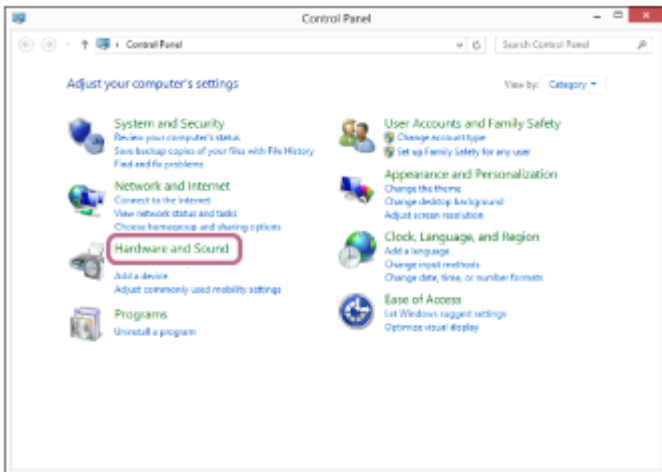 Control Panel
Control Panel
Search Control Panel
Adjust your computer's settings
View by: Category
System and Security
Review your computer's status
Save backup copies of your files with File History
Find and fix problems
Network and Internet
Connect to the Internet
View network status and tasks
Choose homegroup and sharing options
Hardware and Sound
Add a device
Adjust commonly used mobility settings
Programs
Uninstall a program
User Accounts and Family Safety
Change account type
Set up Family Safety for any user
Appearance and Personalization
Change the theme
Change desktop background
Adjust screen resolution
Clock, Language, and Region
Add a language
Change input methods
Change date, time, or number formats
Ease of Access
Let Windows suggest settings
Optimize visual display